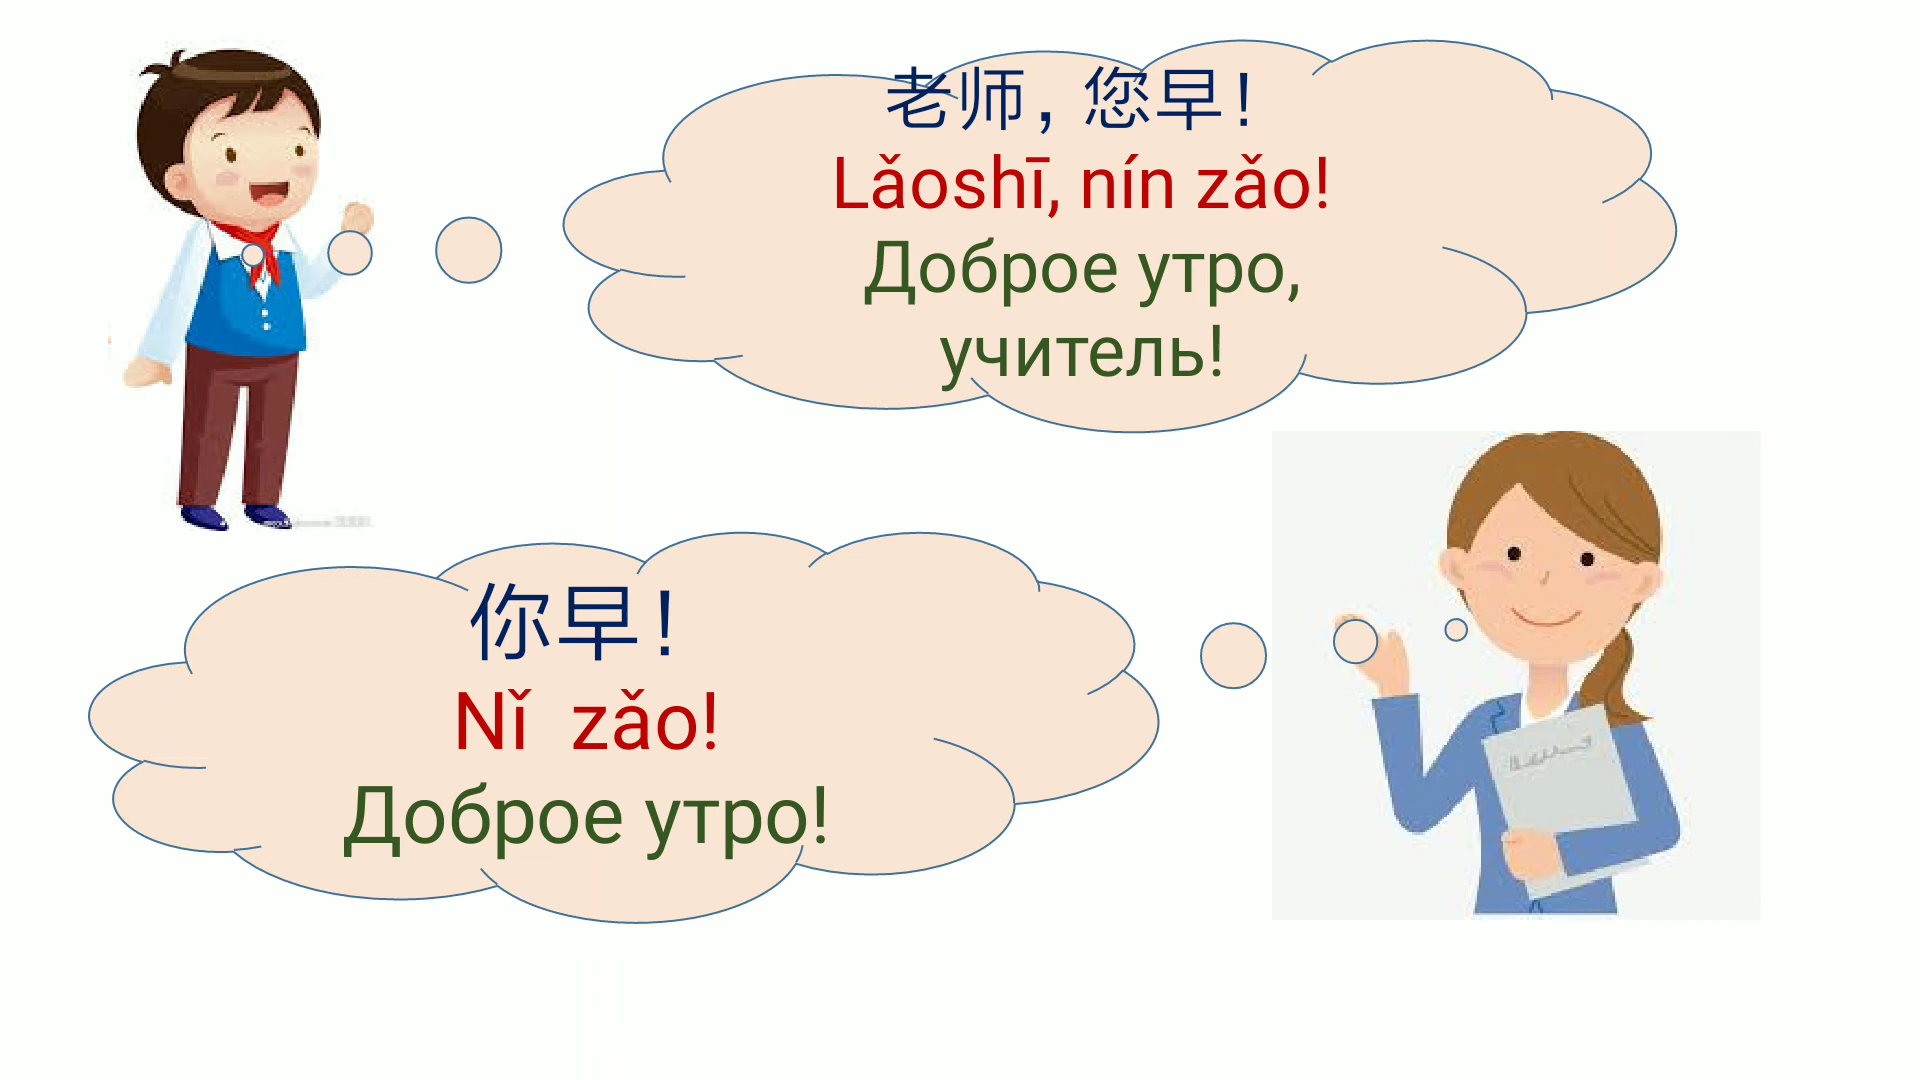 老师，您早！
Lǎoshī, nín zǎo!
Доброе утро,
учитель!
你早！
Nǐ  zǎo!
Доброе утро!